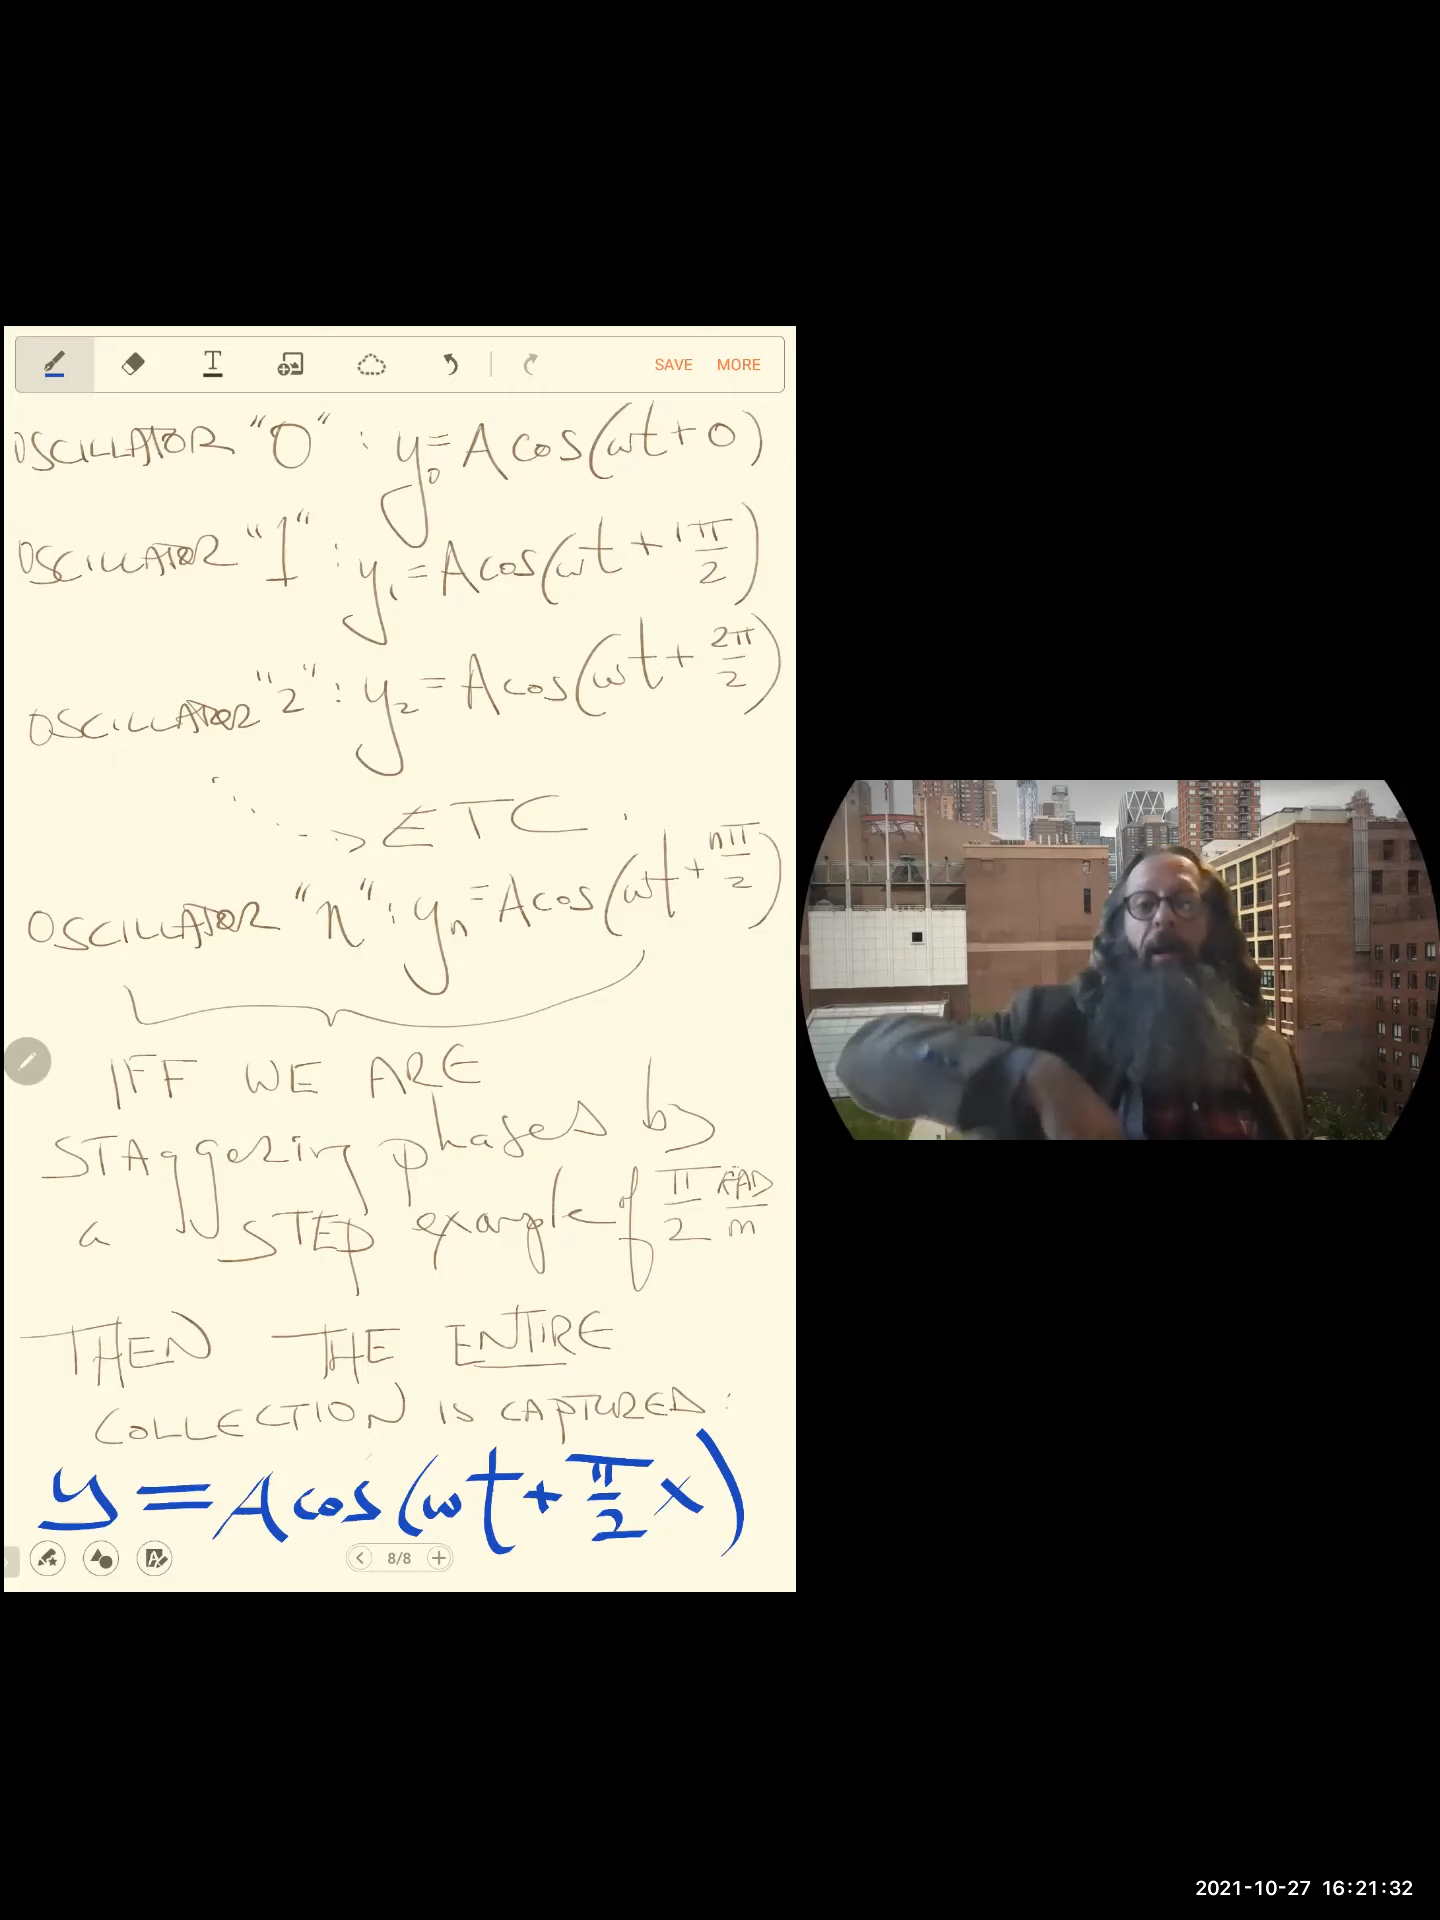 SAVE MORE
OSCILLATOR "0" : y₀ = A cos(ωt + 0)
OSCILLATOR "1" : y₁ = A cos(ωt + 1π/2)
OSCILLATOR "2" : y₂ = A cos(ωt + 2π/2)
⋱→ ETC.
OSCILLATOR "n" : yₙ = A cos(ωt + nπ/2)
IFF WE ARE
STAggering phases by
a STEP example of π/2 RAD/m
THEN THE ENTIRE
COLLECTION IS CAPTURED :
y = A cos(ωt + π/2 x)
8/8
2021-10-27 16:21:32